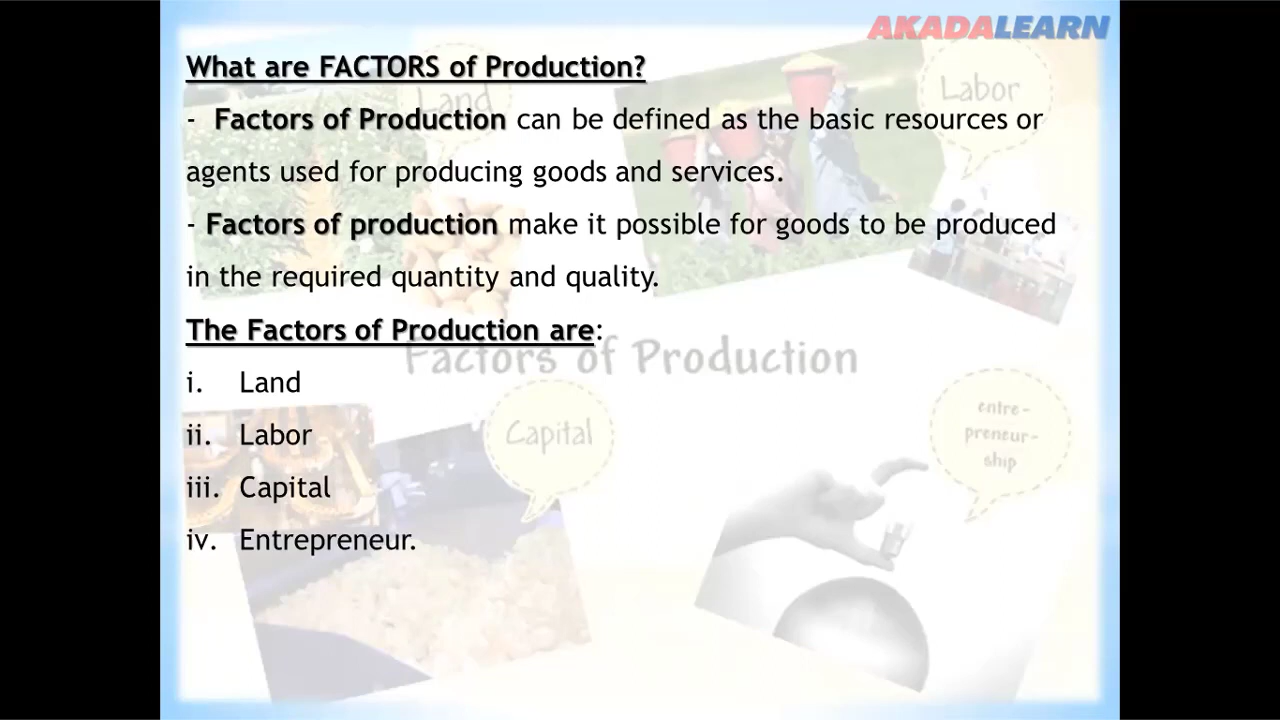 AKADALEARN
What are FACTORS of Production?
- Factors of Production can be defined as the basic resources or
agents used for producing goods and services.
- Factors of production make it possible for goods to be produced
in the required quantity and quality.
The Factors of Production are:
i. Land
ii. Labor
iii. Capital
iv. Entrepreneur.
Land
Labor
Factors of Production
Capital
entre-
preneur-
ship